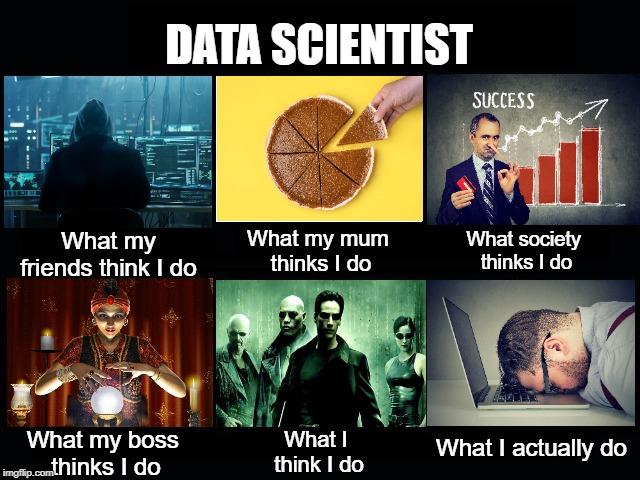 DATA SCIENTIST
SUCCESS
What my
friends think I do
What my mum
thinks I do
What society
thinks I do
What my boss
thinks I do
What I
think I do
What I actually do
imgflip.com